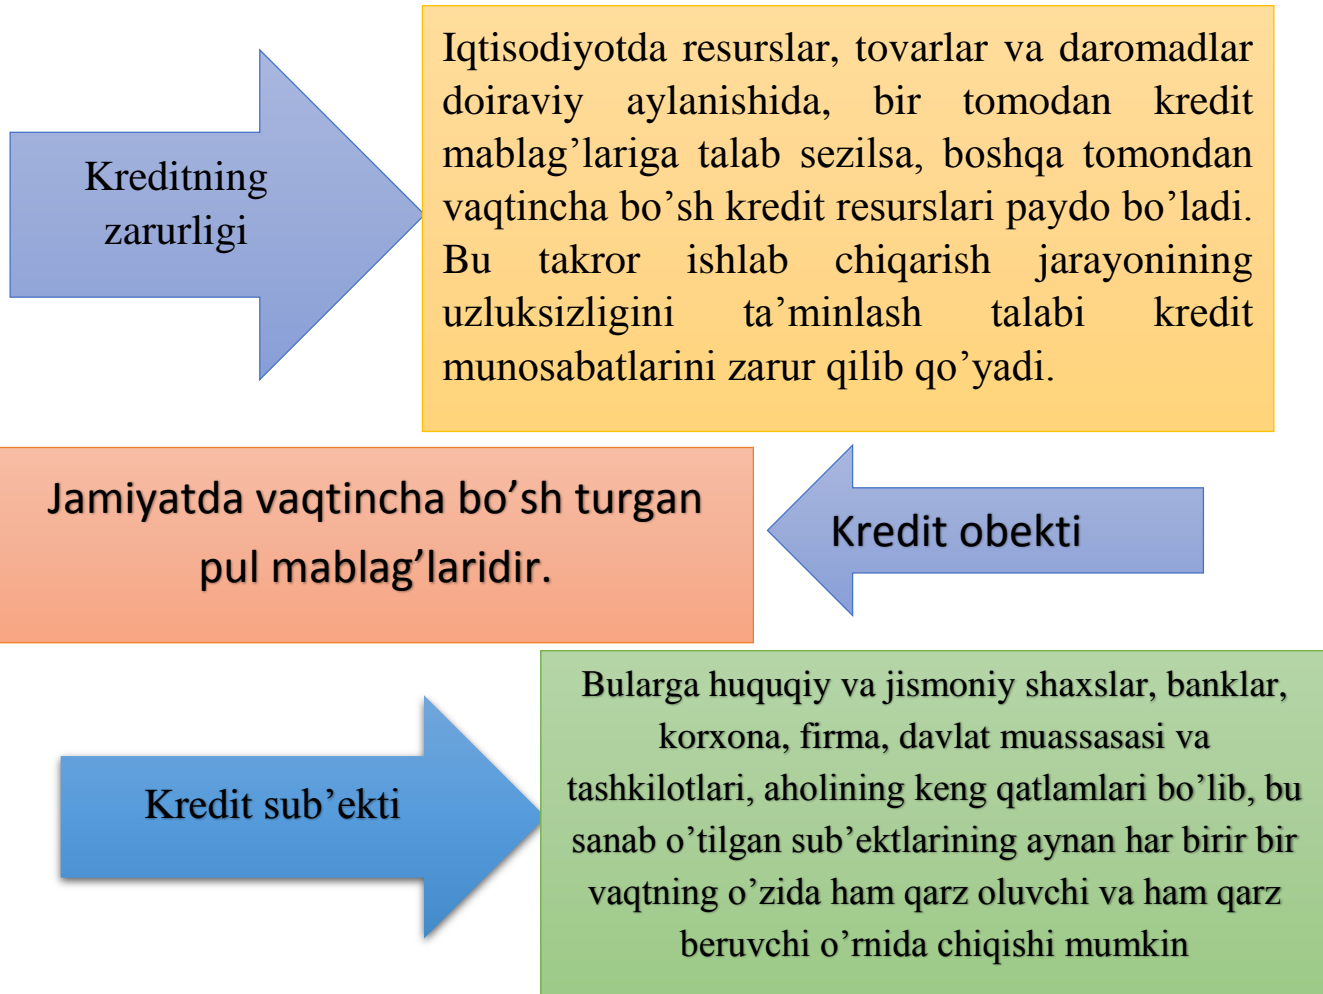 Kreditning
zarurligi
Iqtisodiyotda resurslar, tovarlar va daromadlar
doiraviy aylanishida, bir tomodan kredit
mablag’lariga talab sezilsa, boshqa tomondan
vaqtincha bo’sh kredit resurslari paydo bo’ladi.
Bu takror ishlab chiqarish jarayonining
uzluksizligini ta’minlash talabi kredit
munosabatlarini zarur qilib qo’yadi.
Jamiyatda vaqtincha bo’sh turgan
pul mablag’laridir.
Kredit obekti
Kredit sub’ekti
Bularga huquqiy va jismoniy shaxslar, banklar,
korxona, firma, davlat muassasasi va
tashkilotlari, aholining keng qatlamlari bo’lib, bu
sanab o’tilgan sub’ektlarining aynan har birir bir
vaqtning o’zida ham qarz oluvchi va ham qarz
beruvchi o’rnida chiqishi mumkin